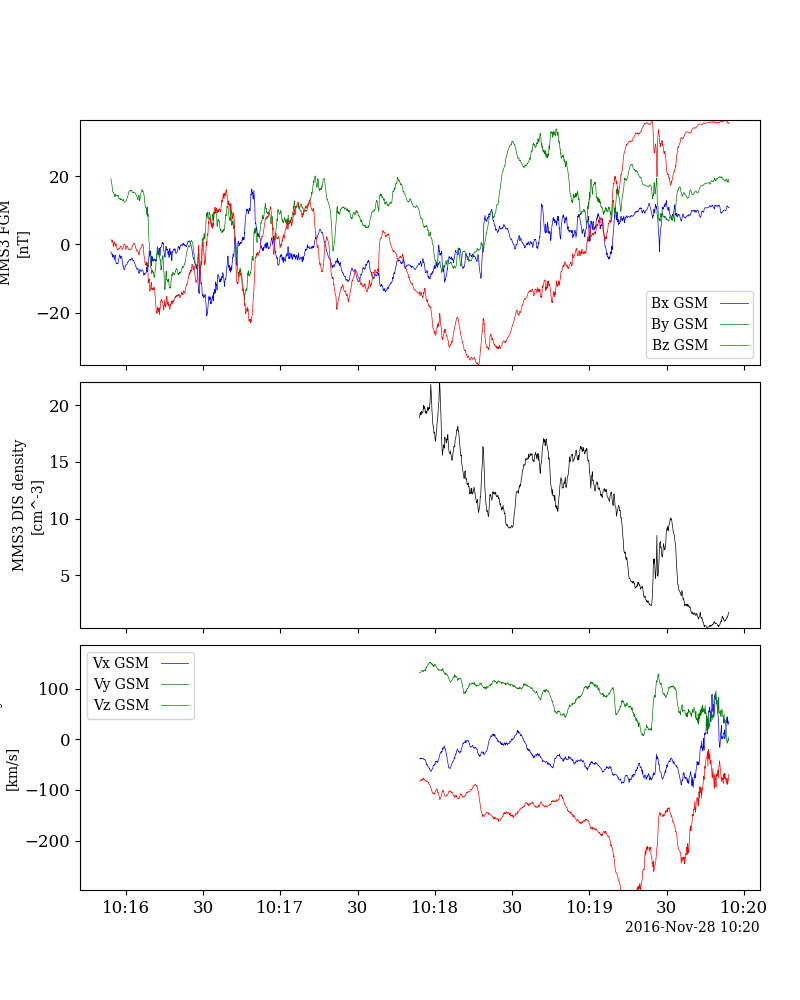 MMS3 FGM
[nT]
20
0
−20
Bx GSM
By GSM
Bz GSM
MMS3 DIS density
[cm^-3]
20
15
10
5
[km/s]
100
0
−100
−200
Vx GSM
Vy GSM
Vz GSM
10:16
30
10:17
30
10:18
30
10:19
30
10:20
2016-Nov-28 10:20